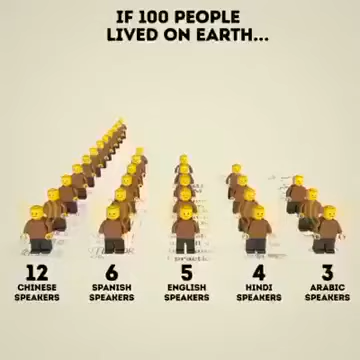 IF 100 PEOPLE
LIVED ON EARTH...
12
CHINESE
SPEAKERS
6
SPANISH
SPEAKERS
5
ENGLISH
SPEAKERS
4
HINDI
SPEAKERS
3
ARABIC
SPEAKERS